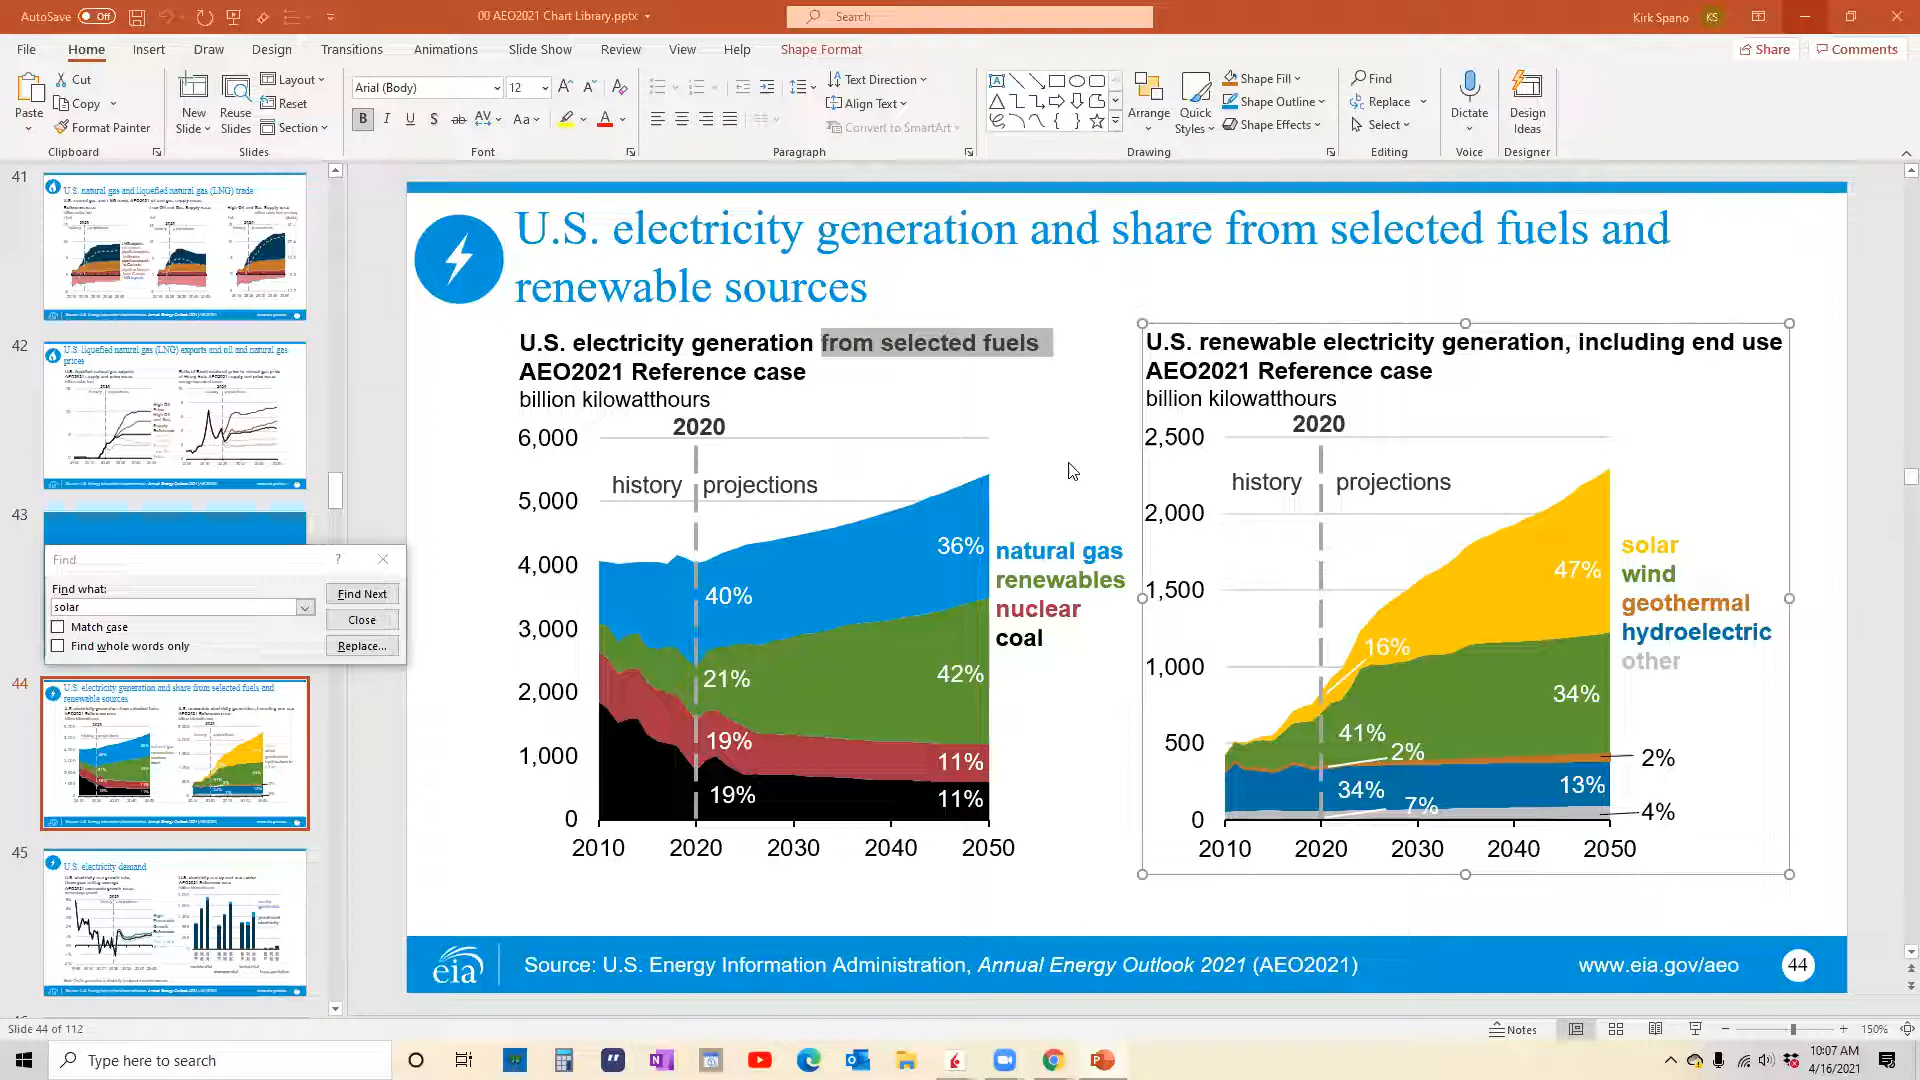 AutoSave Off
00 AEO2021 Chart Library.pptx
Search
Kirk Spano
KS
File Home Insert Draw Design Transitions Animations Slide Show Review View Help Shape Format
Share
Comments
Paste
Cut
Copy
Format Painter
Clipboard
New Slide
Reuse Slides
Layout
Reset
Section
Slides
Arial (Body) 12
Font
Text Direction
Align Text
Convert to SmartArt
Paragraph
Arrange
Quick Styles
Shape Fill
Shape Outline
Shape Effects
Drawing
Find
Replace
Select
Editing
Dictate
Voice
Design Ideas
Designer
41
U.S. natural gas and liquefied natural gas (LNG) trade
42
U.S. liquefied natural gas (LNG) exports and oil and natural gas
prices
43
Find
?
Find what:
solar
Match case
Find whole words only
Find Next
Close
Replace...
44
U.S. electricity generation and share from selected fuels and
renewable sources
45
U.S. electricity demand
U.S. electricity generation and share from selected fuels and
renewable sources
U.S. electricity generation from selected fuels
AEO2021 Reference case
billion kilowatthours
2020
6,000
history projections
5,000
4,000
3,000
2,000
1,000
0
40%
21%
19%
19%
36%
42%
11%
11%
natural gas
renewables
nuclear
coal
2010 2020 2030 2040 2050
U.S. renewable electricity generation, including end use
AEO2021 Reference case
billion kilowatthours
2020
2,500
history projections
2,000
1,500
1,000
500
0
16%
41%
2%
34%
7%
47%
34%
2%
13%
4%
solar
wind
geothermal
hydroelectric
other
2010 2020 2030 2040 2050
eia
Source: U.S. Energy Information Administration, Annual Energy Outlook 2021 (AEO2021)
www.eia.gov/aeo
44
Slide 44 of 112
Notes
150%
Type here to search
10:07 AM
4/16/2021